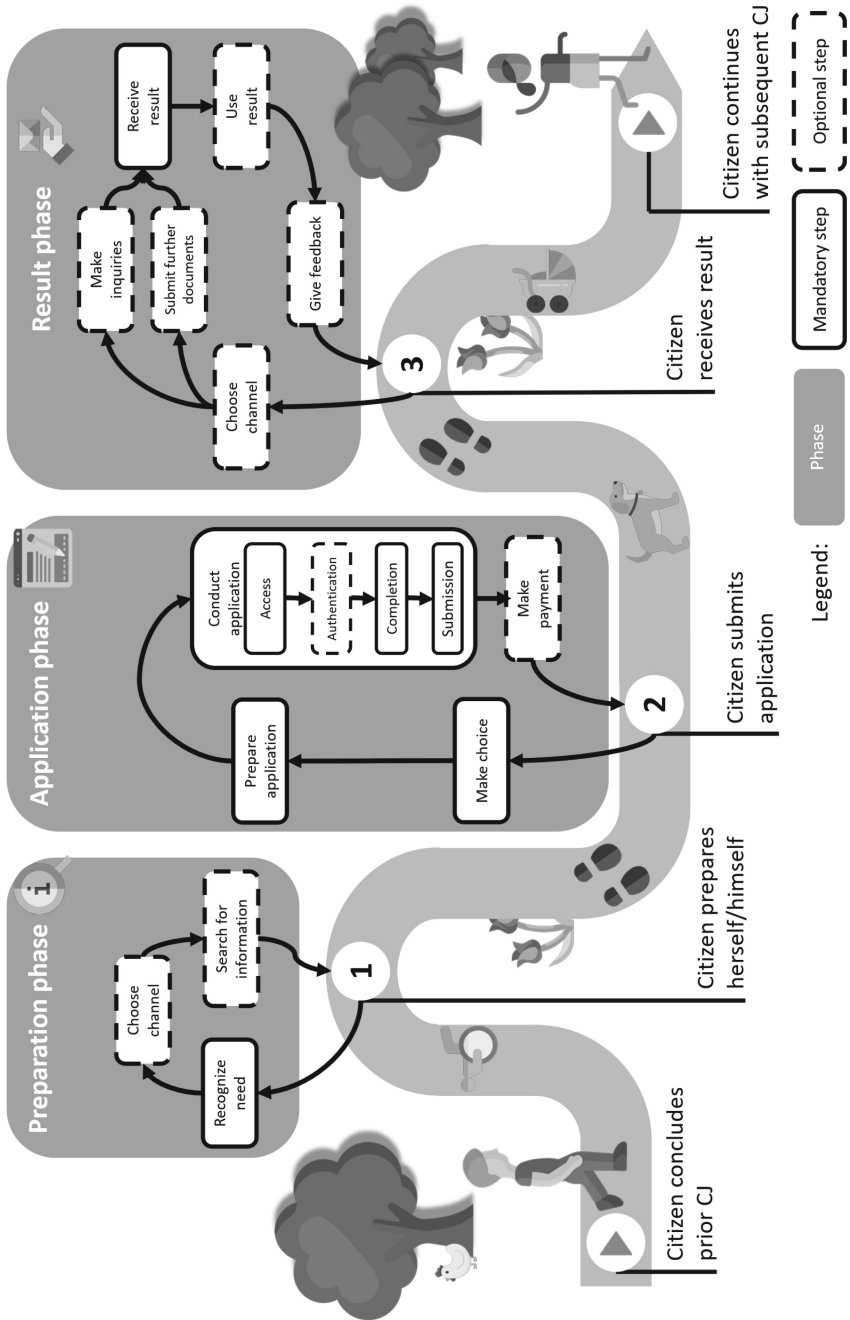 Preparation phase
i
Recognize
need
Choose
channel
Search for
information
1
Application phase
Make choice
Prepare
application
Conduct
application
Access
Authentication
Completion
Submission
Make
payment
2
Result phase
Choose
channel
Make
inquiries
Submit further
documents
Receive
result
Use
result
Give feedback
3
Citizen concludes
prior CJ
Citizen prepares
herself/himself
Citizen submits
application
Citizen
receives result
Citizen continues
with subsequent CJ
Legend:
Phase
Mandatory step
Optional step